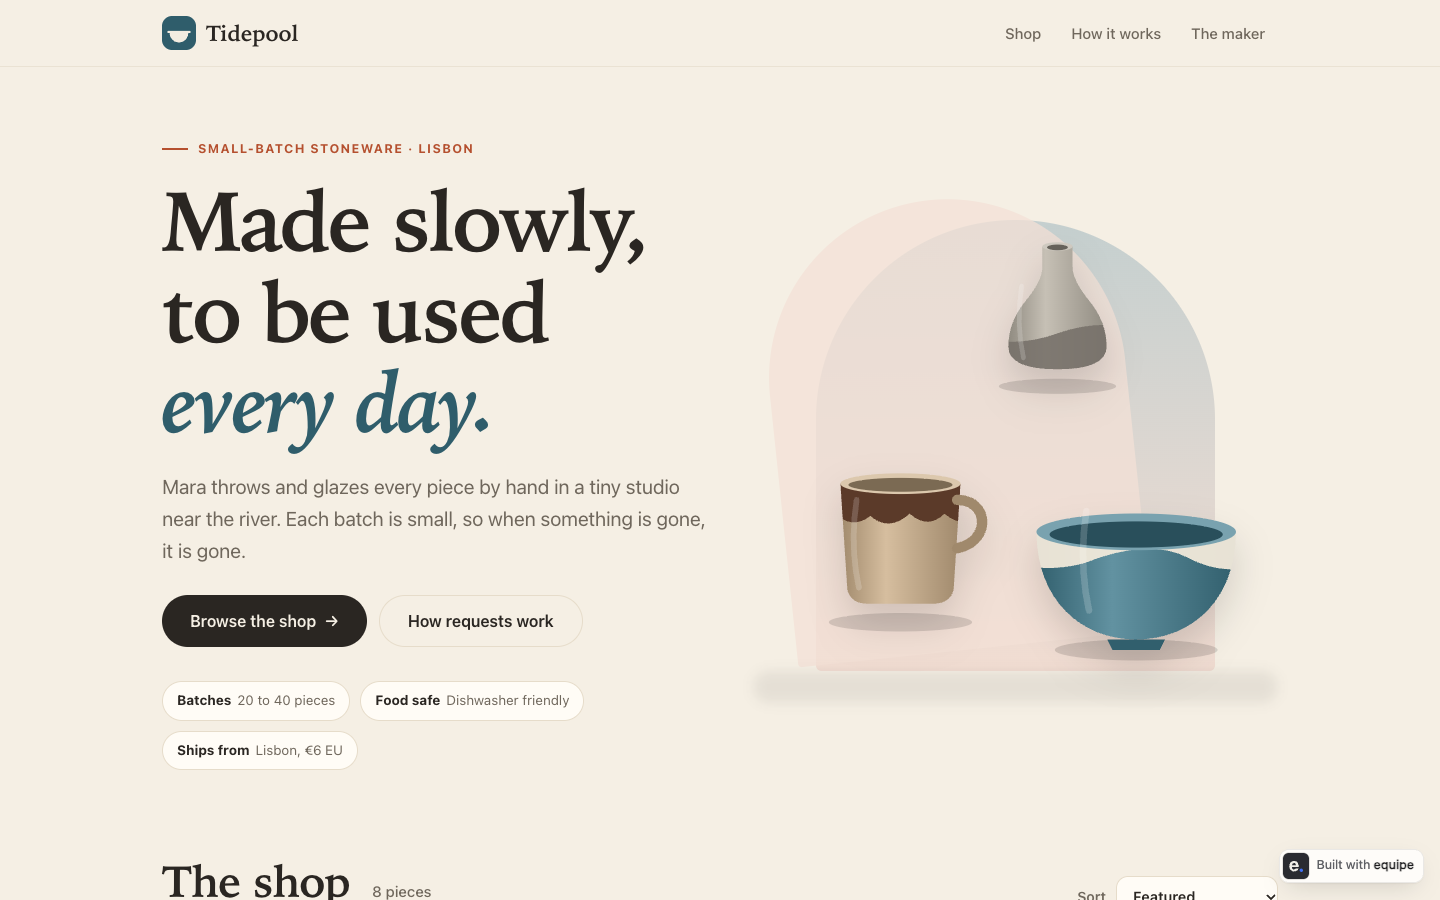 Tidepool
Shop
How it works
The maker
SMALL-BATCH STONEWARE · LISBON
Made slowly,
to be used
every day.
Mara throws and glazes every piece by hand in a tiny studio
near the river. Each batch is small, so when something is gone,
it is gone.
Browse the shop →
How requests work
Batches 20 to 40 pieces
Food safe Dishwasher friendly
Ships from Lisbon, €6 EU
The shop
8 pieces
Sort
Featured
e. Built with equipe